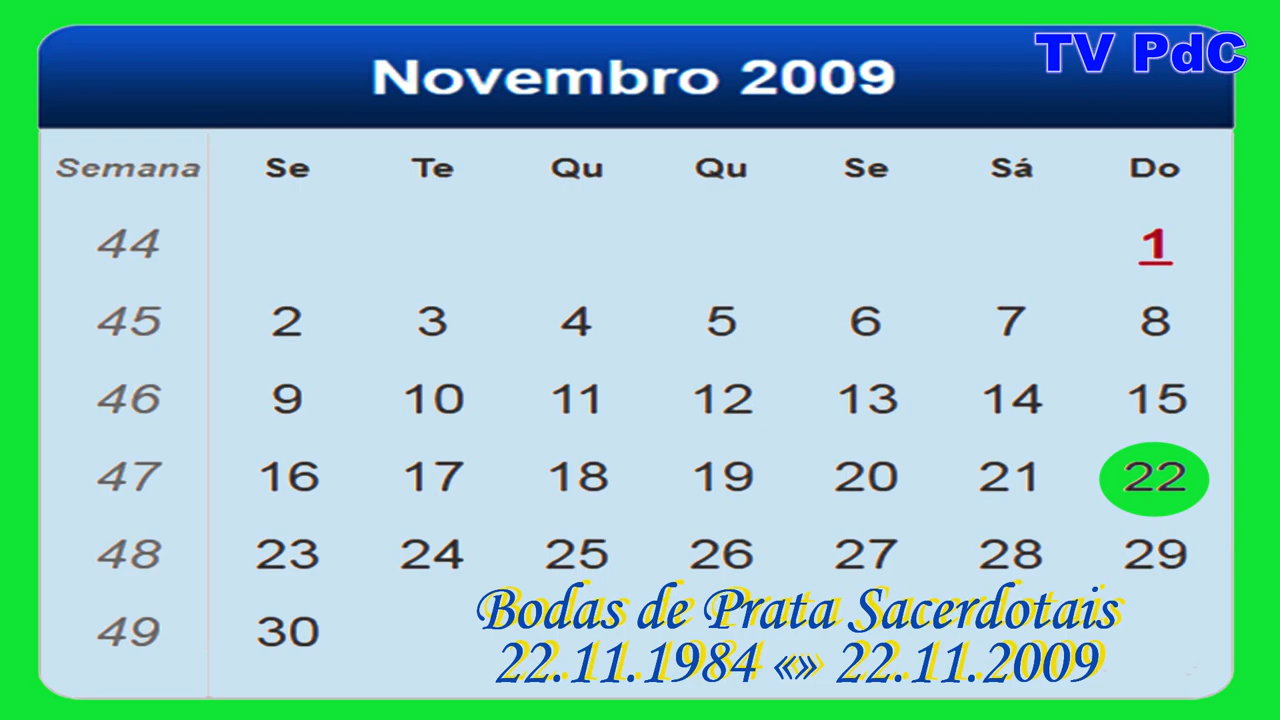 TV PdC
Novembro 2009
Semana Se Te Qu Qu Se Sá Do
44 1
45 2 3 4 5 6 7 8
46 9 10 11 12 13 14 15
47 16 17 18 19 20 21 22
48 23 24 25 26 27 28 29
49 30
Bodas de Prata Sacerdotais
22.11.1984 «» 22.11.2009